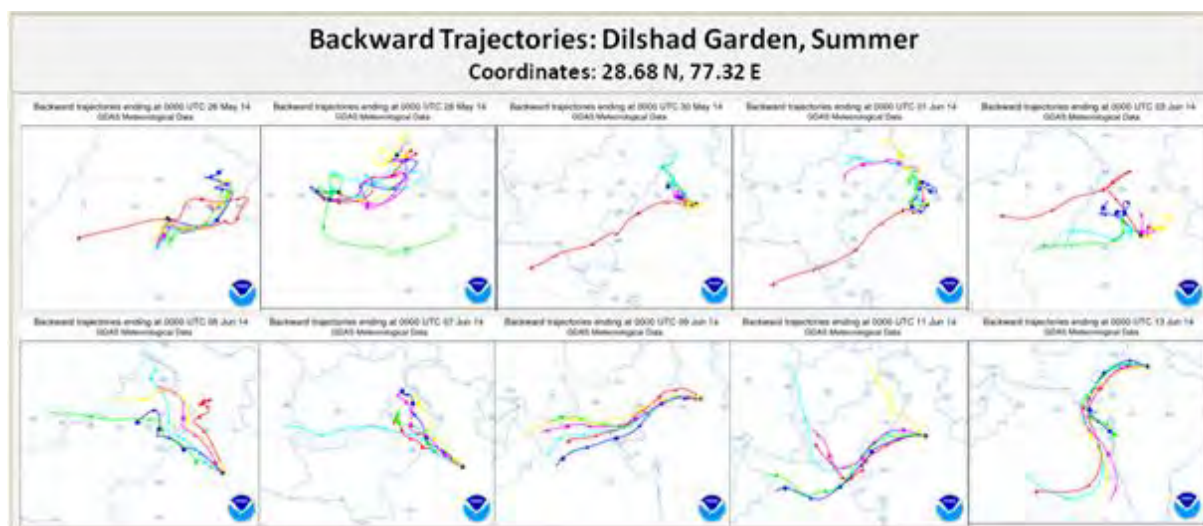 Backward Trajectories: Dilshad Garden, Summer
Coordinates: 28.68 N, 77.32 E
Backward trajectories ending at 0000 UTC 26 May 14
GDAS Meteorological Data
Backward trajectories ending at 0000 UTC 28 May 14
GDAS Meteorological Data
Backward trajectories ending at 0000 UTC 30 May 14
GDAS Meteorological Data
Backward trajectories ending at 0000 UTC 01 Jun 14
GDAS Meteorological Data
Backward trajectories ending at 0000 UTC 03 Jun 14
GDAS Meteorological Data
Backward trajectories ending at 0000 UTC 05 Jun 14
GDAS Meteorological Data
Backward trajectories ending at 0000 UTC 07 Jun 14
GDAS Meteorological Data
Backward trajectories ending at 0000 UTC 09 Jun 14
GDAS Meteorological Data
Backward trajectories ending at 0000 UTC 11 Jun 14
GDAS Meteorological Data
Backward trajectories ending at 0000 UTC 13 Jun 14
GDAS Meteorological Data